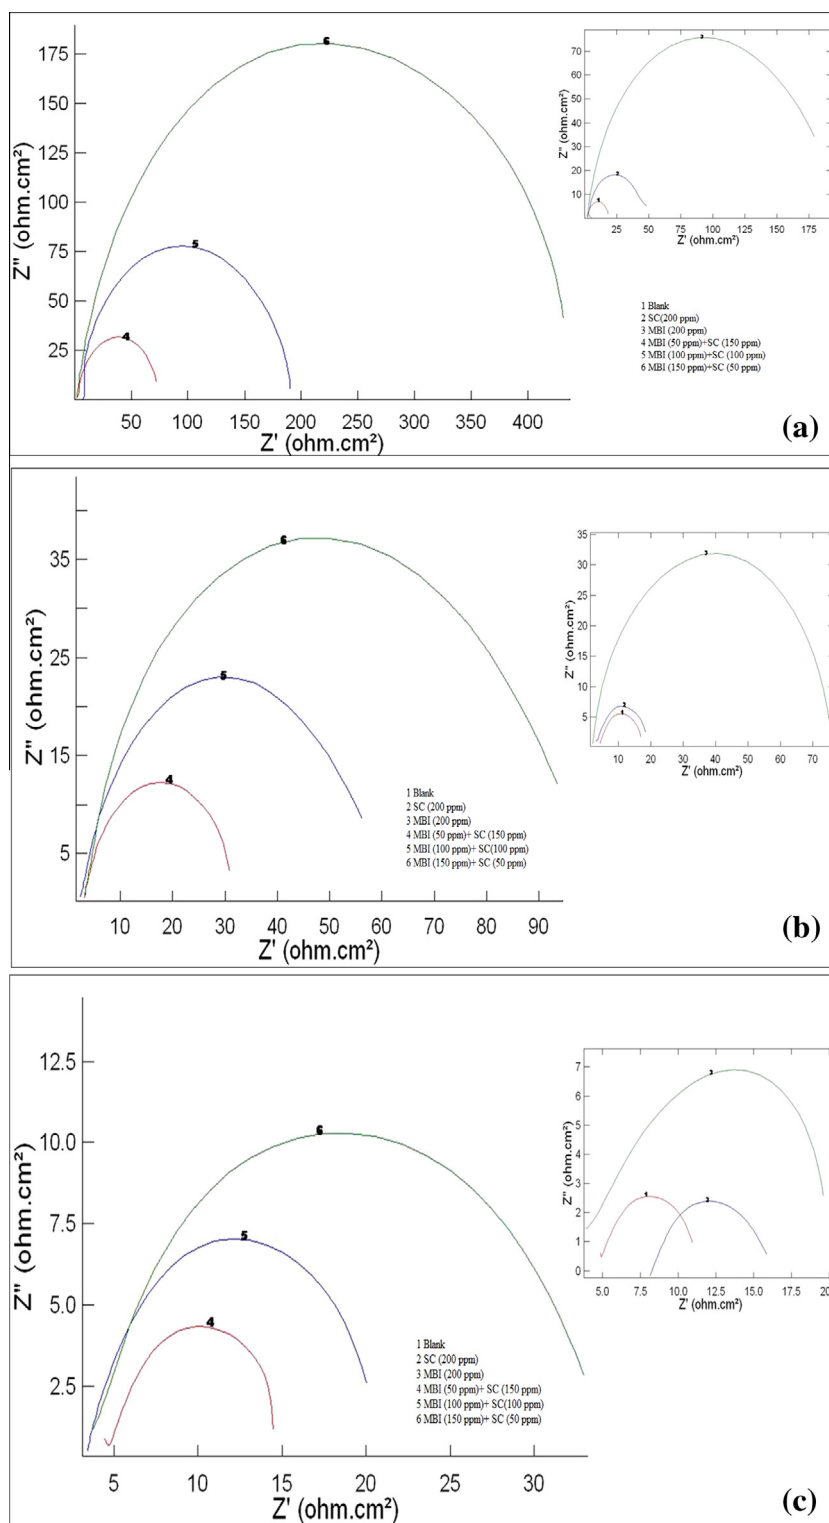 175
150
125
100
75
50
25
Z" (ohm.cm²)
4
5
6
50 100 150 200 250 300 350 400
Z' (ohm.cm²)
70
60
50
40
30
20
10
Z" (ohm.cm²)
1
2
3
25 50 75 100 125 150 175
Z' (ohm.cm²)
1 Blank
2 SC(200 ppm)
3 MBI (200 ppm)
4 MBI (50 ppm)+SC (150 ppm)
5 MBI (100 ppm)+SC (100 ppm)
6 MBI (150 ppm)+SC (50 ppm)
(a)
35
25
15
5
Z" (ohm.cm²)
4
5
6
10 20 30 40 50 60 70 80 90
Z' (ohm.cm²)
35
30
25
20
15
10
5
Z" (ohm.cm²)
1
2
3
10 20 30 40 50 60 70
Z' (ohm.cm²)
1 Blank
2 SC (200 ppm)
3 MBI (200 ppm)
4 MBI (50 ppm)+ SC (150 ppm)
5 MBI (100 ppm)+ SC(100 ppm)
6 MBI (150 ppm)+ SC (50 ppm)
(b)
12.5
10.0
7.5
5.0
2.5
Z" (ohm.cm²)
4
5
6
5 10 15 20 25 30
Z' (ohm.cm²)
7
6
5
4
3
2
1
0
Z" (ohm.cm²)
3
5.0 7.5 10.0 12.5 15.0 17.5 20
Z' (ohm.cm²)
1 Blank
2 SC (200 ppm)
3 MBI (200 ppm)
4 MBI (50 ppm)+ SC (150 ppm)
5 MBI (100 ppm)+ SC(100 ppm)
6 MBI (150 ppm)+ SC (50 ppm)
(c)